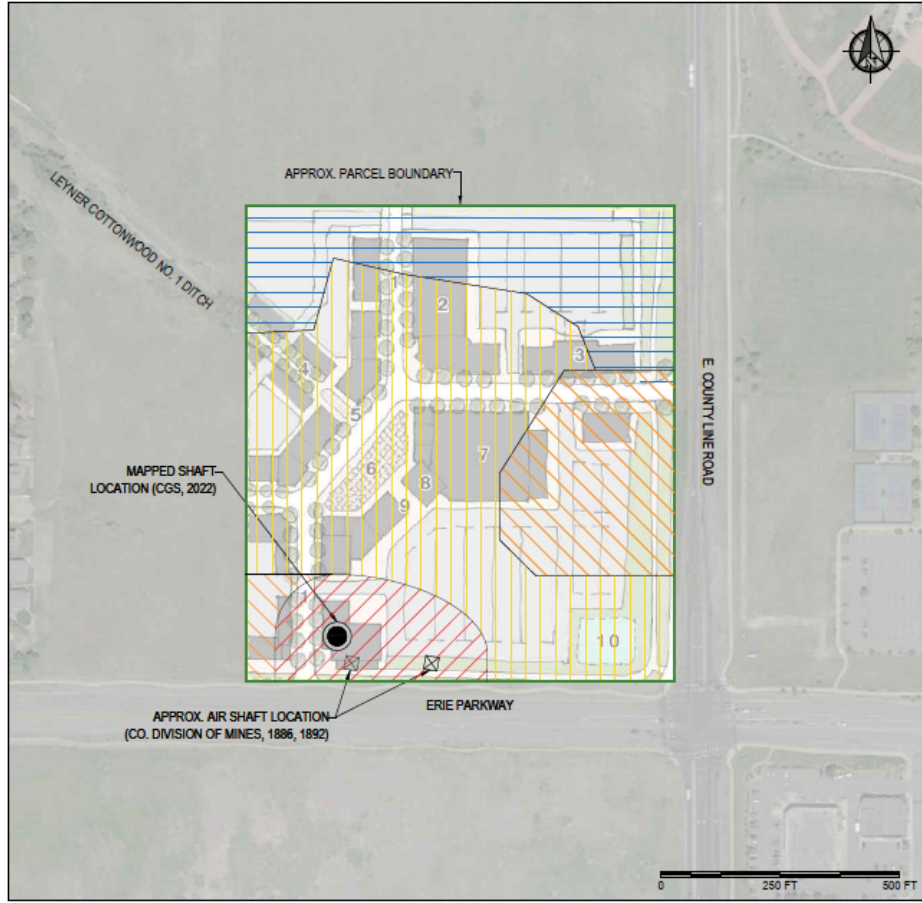 APPROX. PARCEL BOUNDARY
LEYNER COTTONWOOD NO. 1 DITCH
2
3
4
5
E. COUNTY LINE ROAD
6
7
MAPPED SHAFT
LOCATION (CGS, 2022)
8
9
1
10
ERIE PARKWAY
APPROX. AIR SHAFT LOCATION
(CO. DIVISION OF MINES, 1886, 1892)
0
250 FT
500 FT